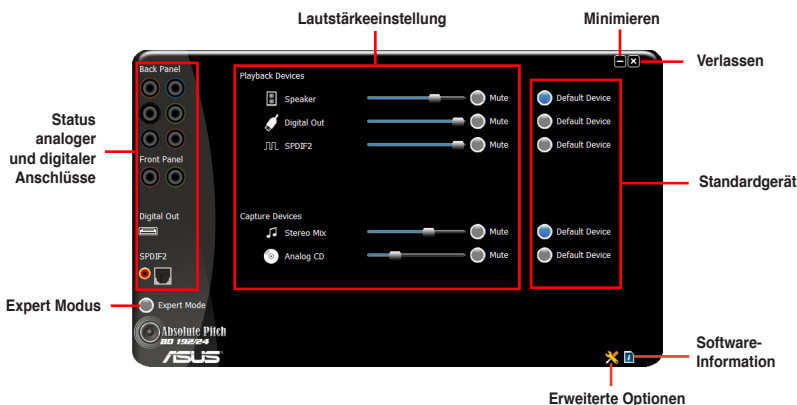 Lautstärkeeinstellung
Minimieren
Verlassen
Status
analoger
und digitaler
Anschlüsse
Standardgerät
Expert Modus
Software-
Information
Erweiterte Optionen
Back Panel
Front Panel
Digital Out
SPDIF2
Expert Mode
Absolute Pitch
BD 192/24
ASUS
Playback Devices
Speaker Mute Default Device
Digital Out Mute Default Device
SPDIF2 Mute Default Device
Capture Devices
Stereo Mix Mute Default Device
Analog CD Mute Default Device